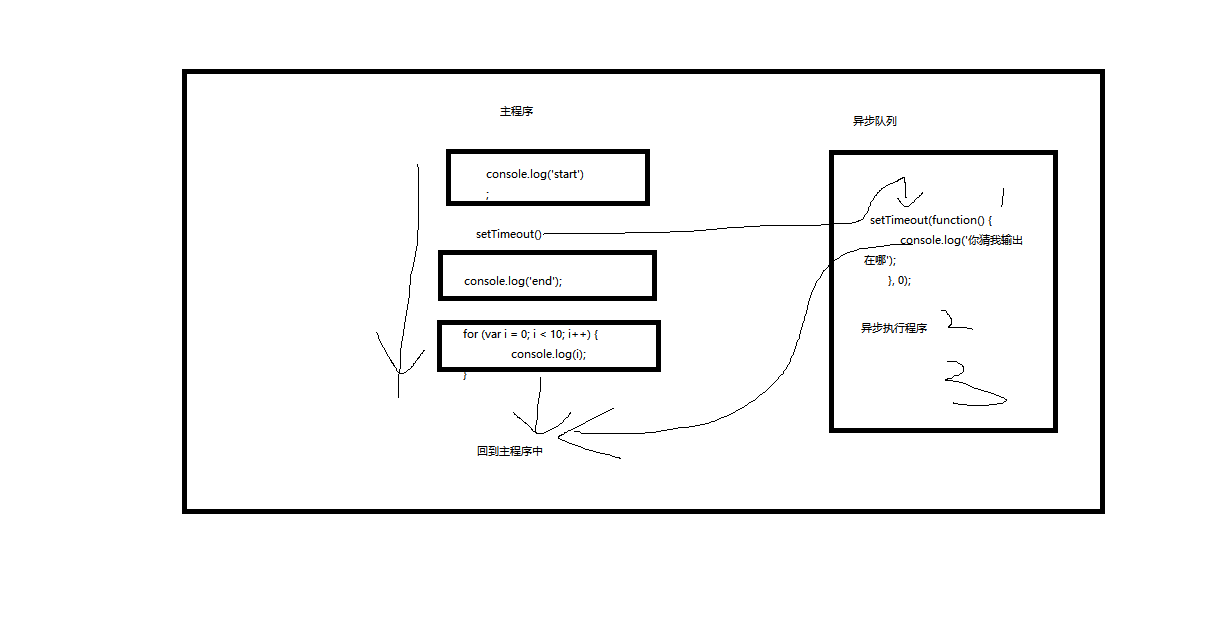 主程序
异步队列
console.log('start')
;
setTimeout()
console.log('end');
for (var i = 0; i < 10; i++) {
console.log(i);
}
回到主程序中
1
setTimeout(function() {
console.log('你猜我输出
在哪');
}, 0);
异步执行程序
2
3